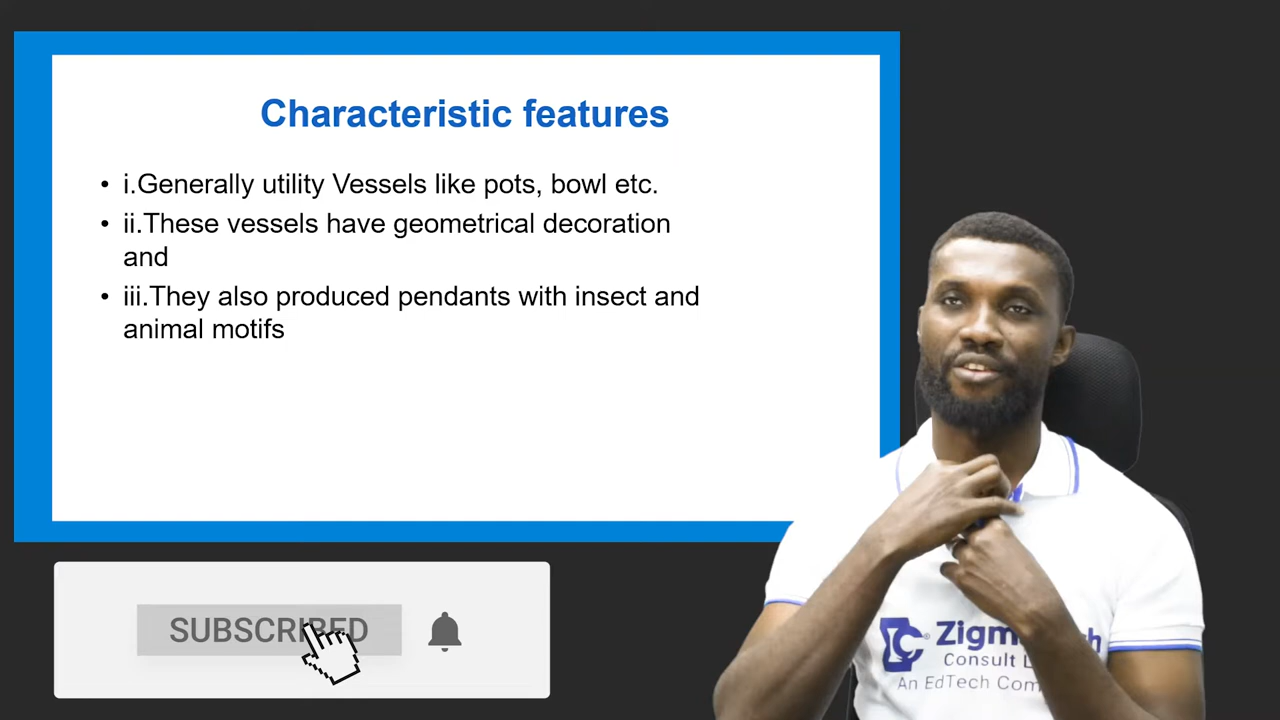 Characteristic features
• i.Generally utility Vessels like pots, bowl etc.
• ii.These vessels have geometrical decoration
and
• iii.They also produced pendants with insect and
animal motifs
SUBSCRIBED
Consult
An EdTech